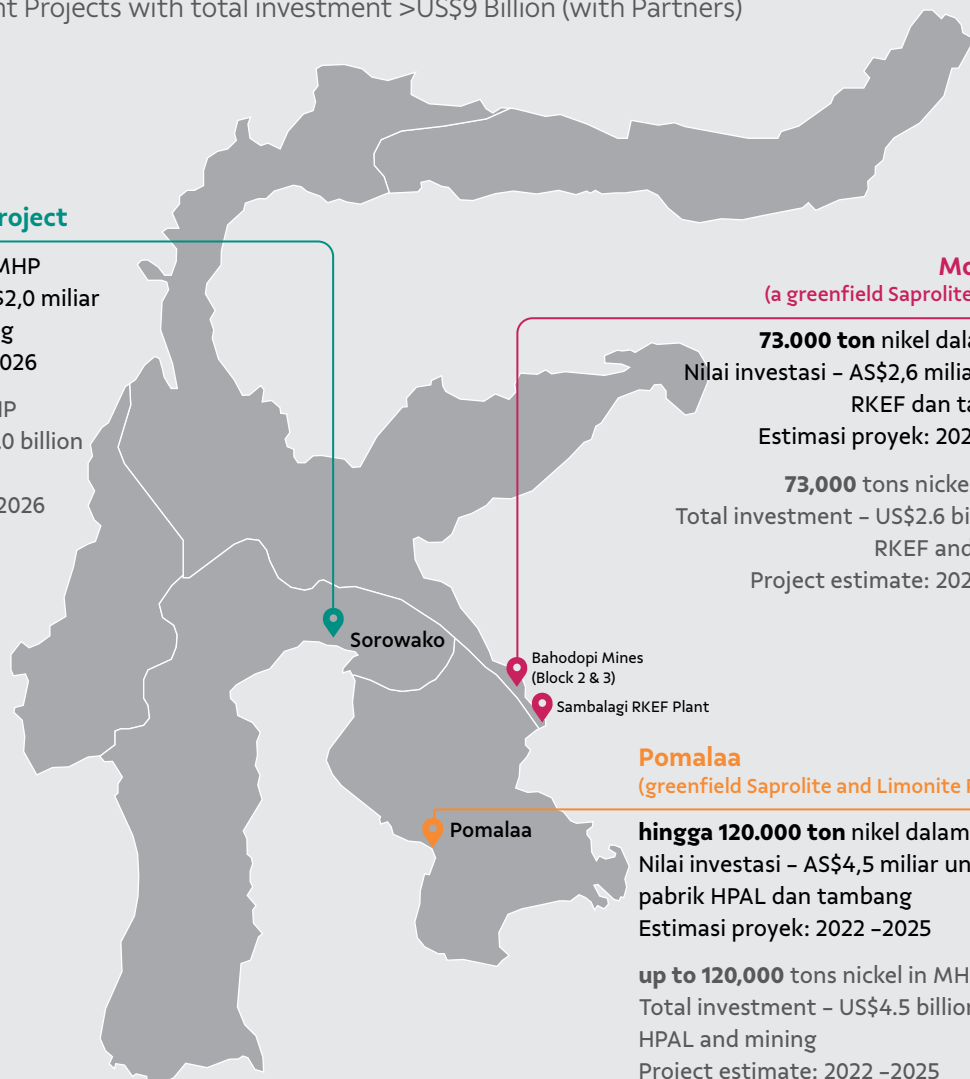 nt Projects with total investment >US$9 Billion (with Partners)
roject
MHP
$2,0 miliar
g
026
HP
.0 billion
2026
Mo
(a greenfield Saprolite
73.000 ton nikel dala
Nilai investasi – AS$2,6 milia
RKEF dan ta
Estimasi proyek: 202
73,000 tons nicke
Total investment – US$2.6 bi
RKEF and
Project estimate: 202
Sorowako
Bahodopi Mines
(Block 2 & 3)
Sambalagi RKEF Plant
Pomalaa
(greenfield Saprolite and Limonite
Pomalaa
hingga 120.000 ton nikel dalam
Nilai investasi – AS$4,5 miliar un
pabrik HPAL dan tambang
Estimasi proyek: 2022 –2025
up to 120,000 tons nickel in MH
Total investment – US$4.5 billion
HPAL and mining
Project estimate: 2022 –2025